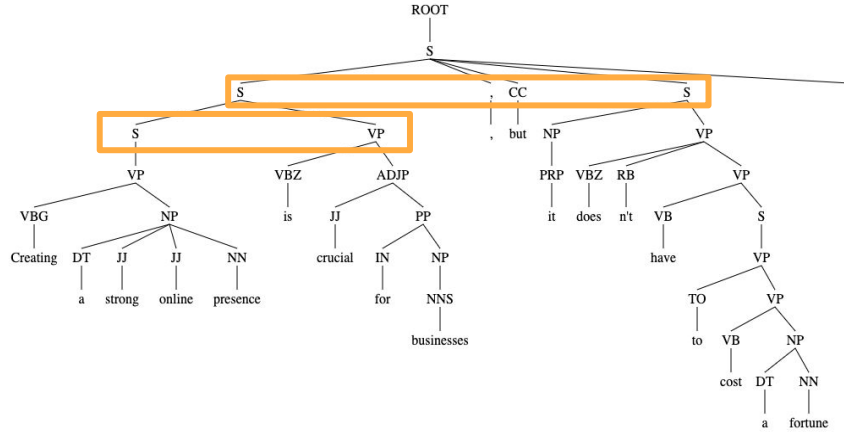 ROOT
S
S , CC S
S VP , but NP VP
VP VBZ ADJP PRP VBZ RB VP
VBG NP is JJ PP it does n't VB S
Creating DT JJ JJ NN crucial IN NP have VP
a strong online presence for NNS TO VP
businesses to VB NP
cost DT NN
a fortune